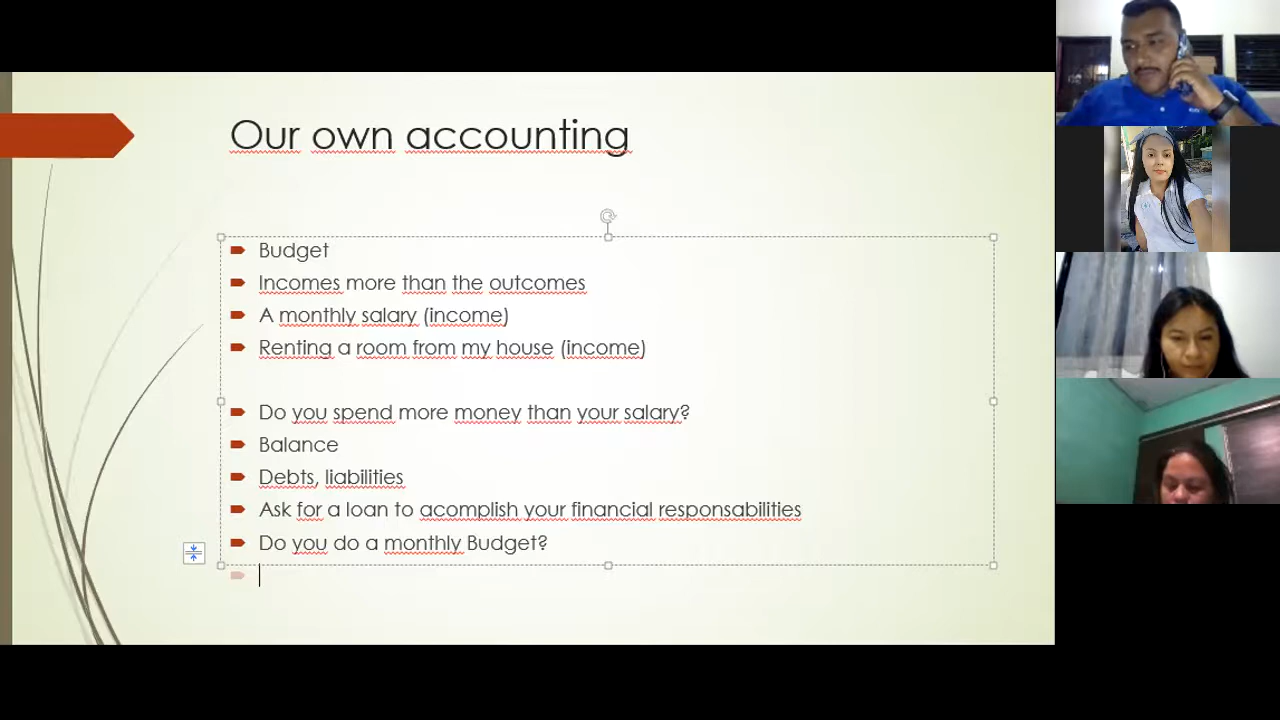 Our own accounting
Budget
Incomes more than the outcomes
A monthly salary (income)
Renting a room from my house (income)
Do you spend more money than your salary?
Balance
Debts, liabilities
Ask for a loan to acomplish your financial responsabilities
Do you do a monthly Budget?